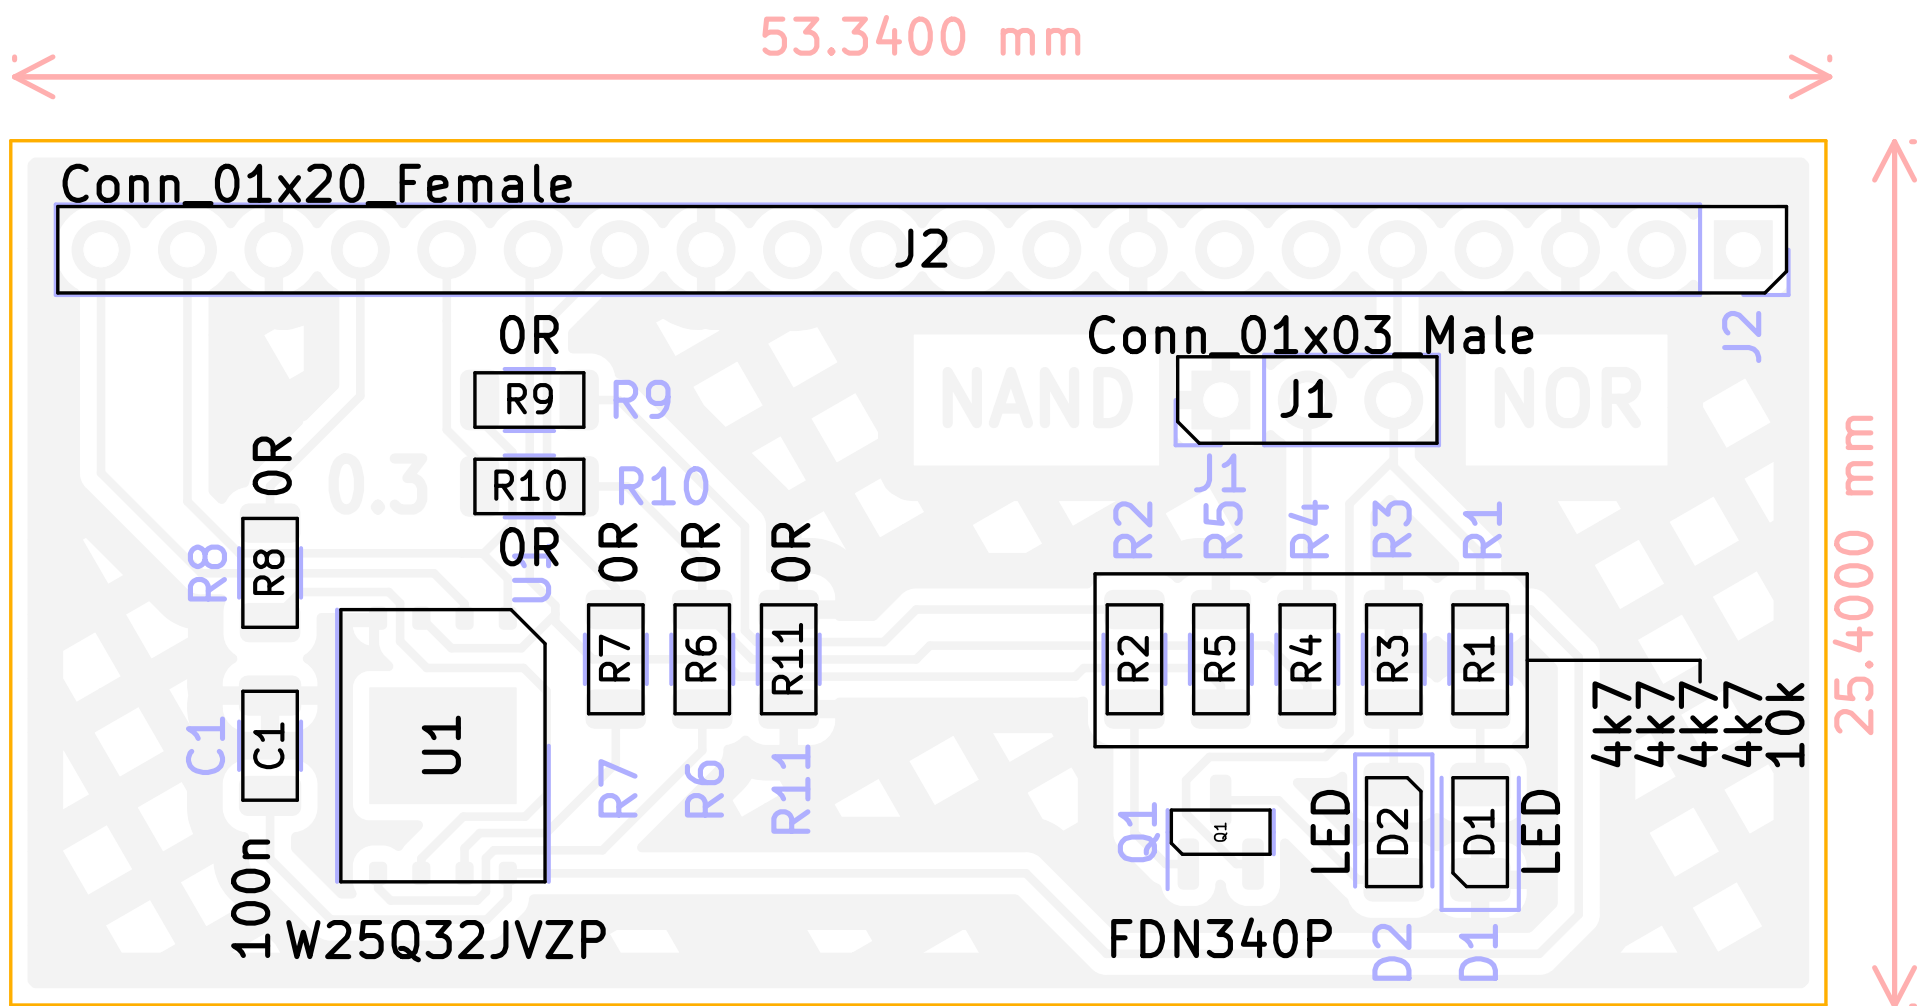 53.3400 mm
Conn_01x20_Female
J2
J2
0R
Conn_01x03_Male
R9
R9
NAND
J1
NOR
0R
0.3
R10
R10
J1
25.4000 mm
0R
U1
0R
0R
0R
R2
R5
R4
R3
R1
R8
R8
R7
R6
R11
R2
R5
R4
R3
R1
4k7
4k7
4k7
4k7
10k
C1
C1
U1
R7
R6
R11
Q1
Q1
LED
D2
D1
LED
100n
W25Q32JVZP
FDN340P
D2
D1